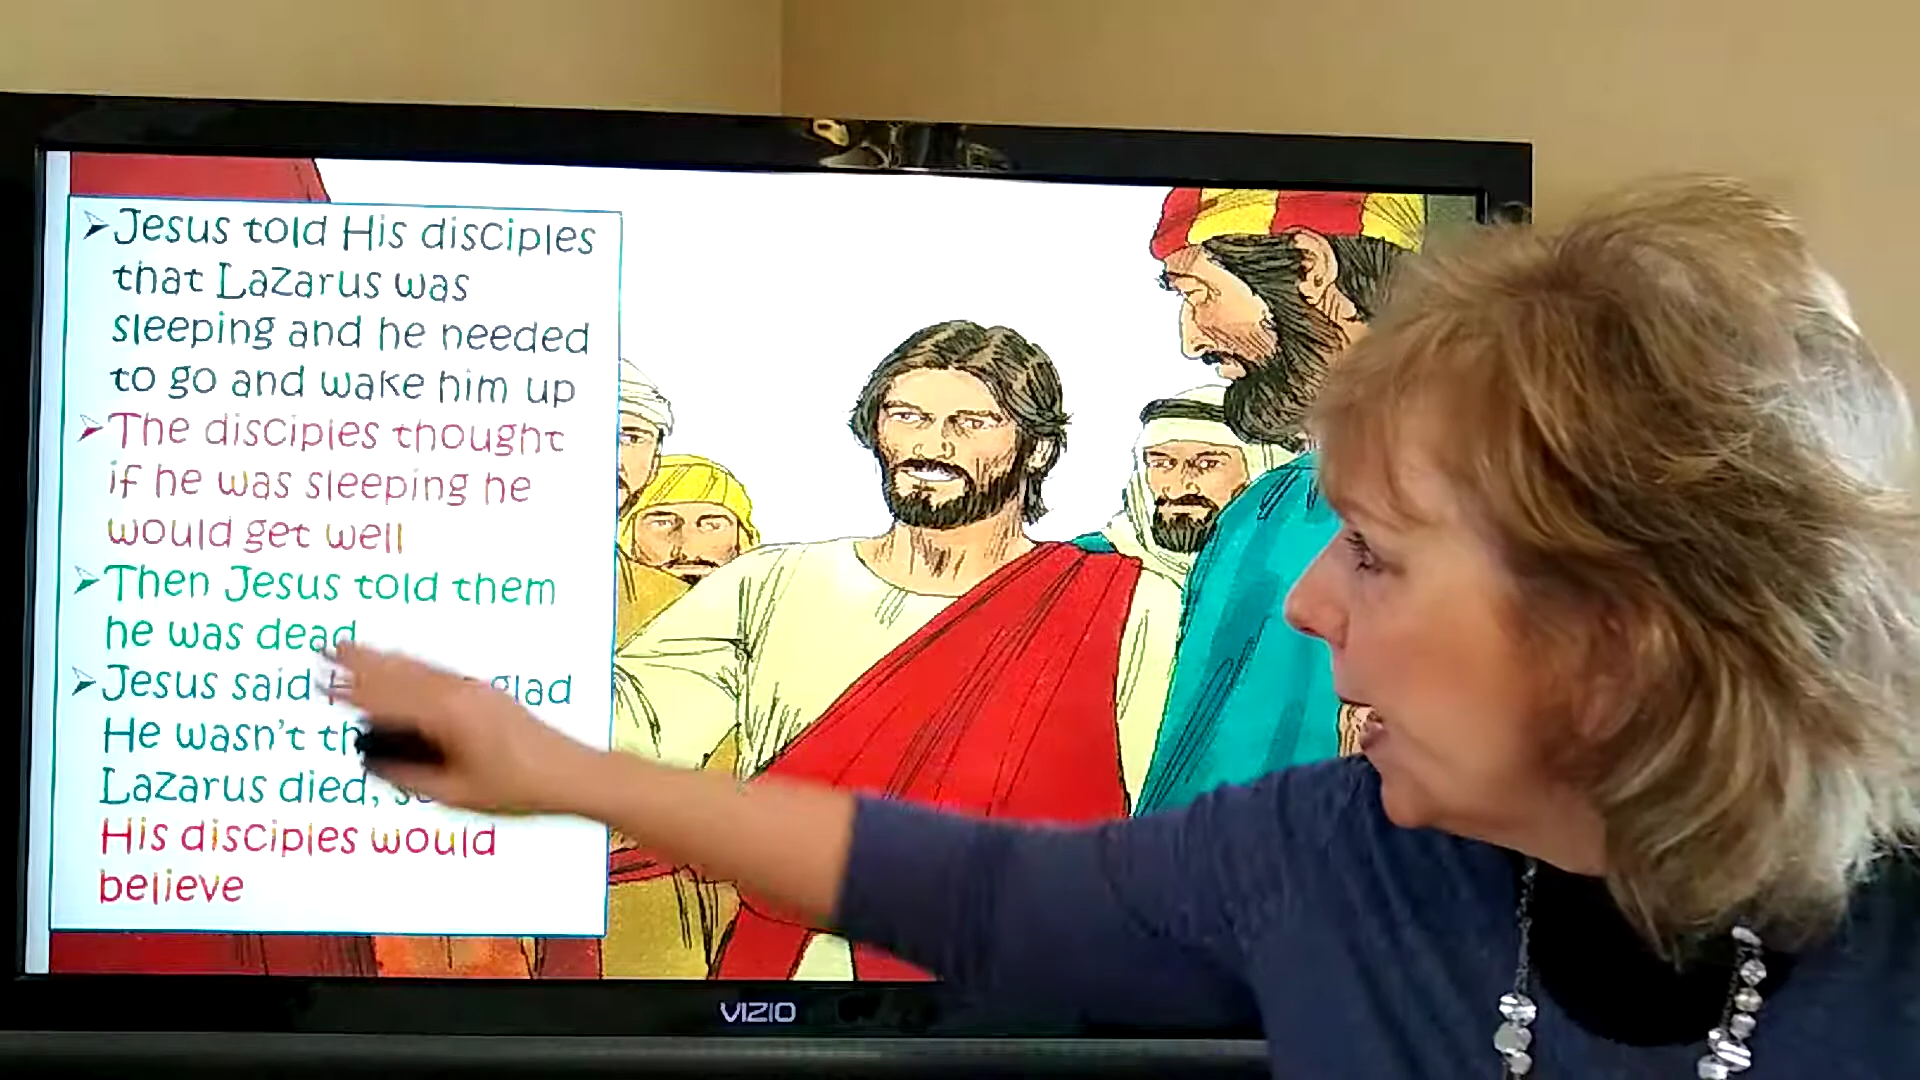 Jesus told His disciples
that Lazarus was
sleeping and he needed
to go and wake him up
The disciples thought
if he was sleeping he
would get well
Then Jesus told them
he was dead
Jesus said glad
He wasn't
Lazarus died,
His disciples would
believe
VIZIO